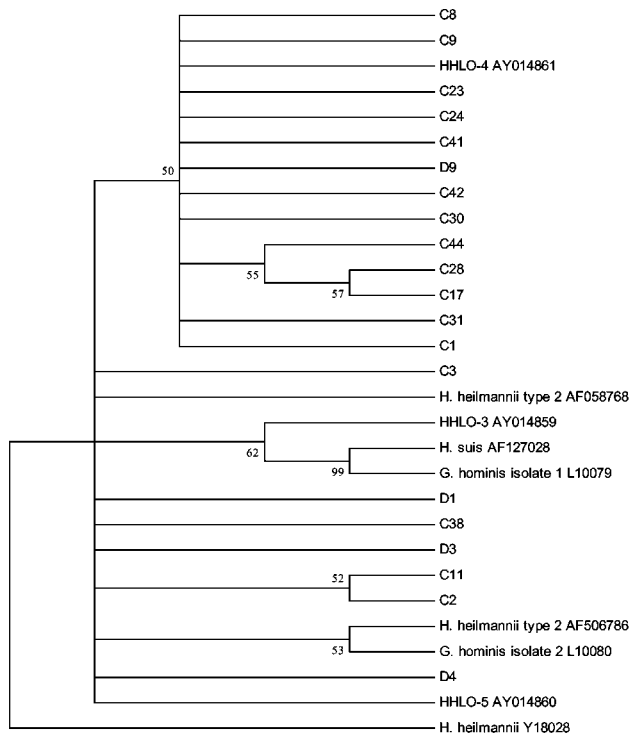 C8
C9
HHLO-4 AY014861
C23
C24
C41
50
D9
C42
C30
C44
55
C28
57
C17
C31
C1
C3
H. heilmannii type 2 AF058768
HHLO-3 AY014859
62
H. suis AF127028
99
G. hominis isolate 1 L10079
D1
C38
D3
52
C11
C2
H. heilmannii type 2 AF506786
53
G. hominis isolate 2 L10080
D4
HHLO-5 AY014860
H. heilmannii Y18028